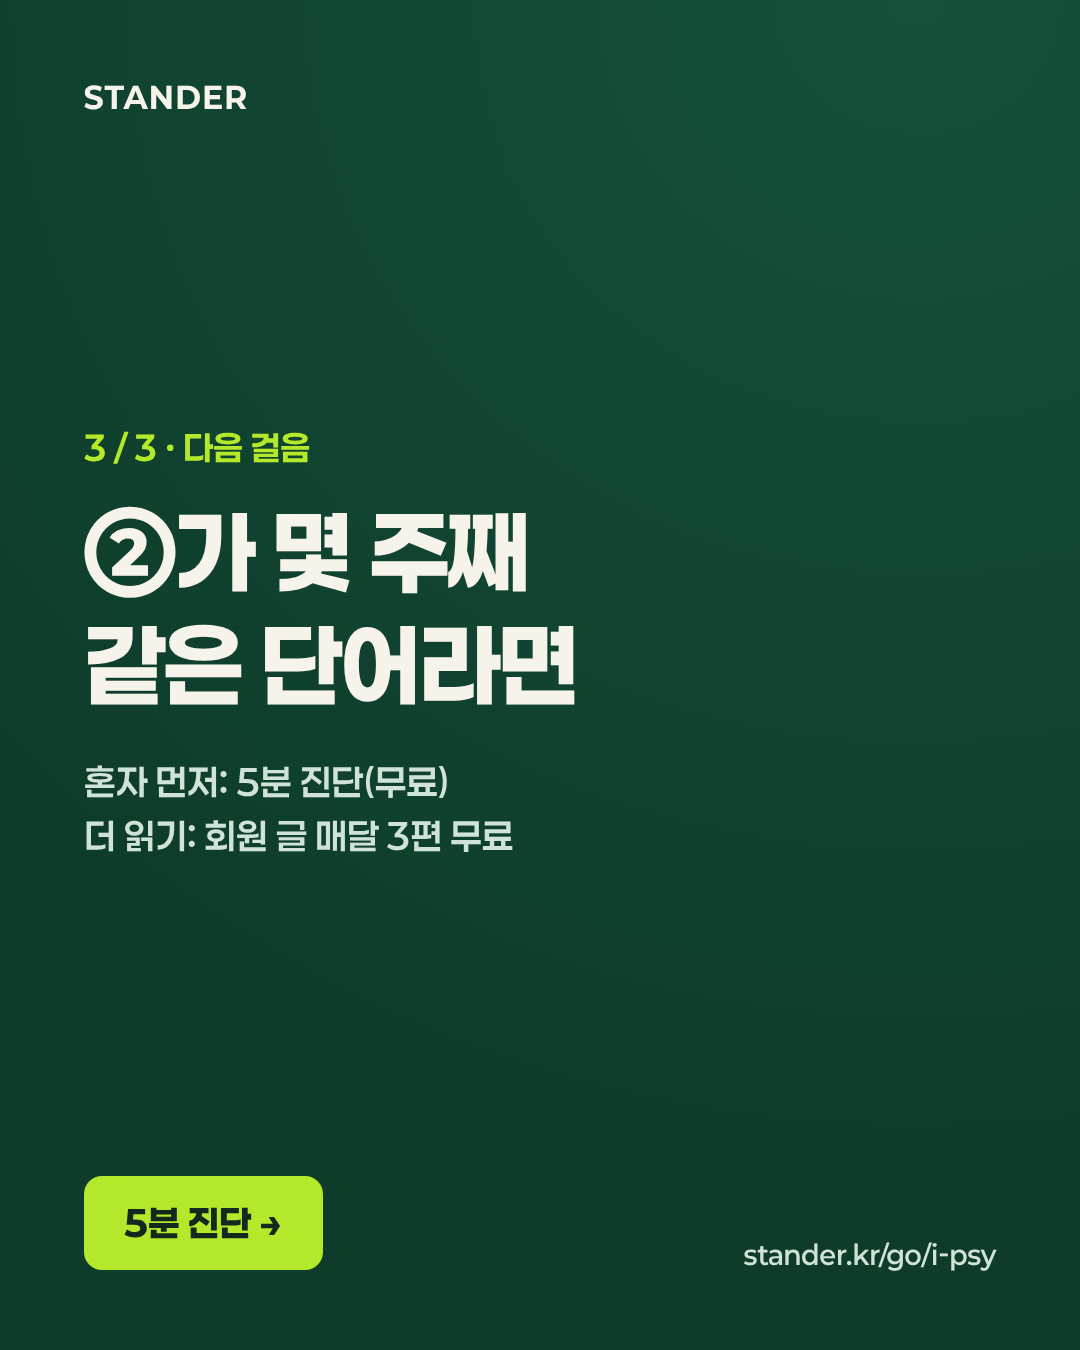 STANDER
3 / 3 · 다음 걸음
②가 몇 주째
같은 단어라면
혼자 먼저: 5분 진단(무료)
더 읽기: 회원 글 매달 3편 무료
5분 진단 →
stander.kr/go/i-psy